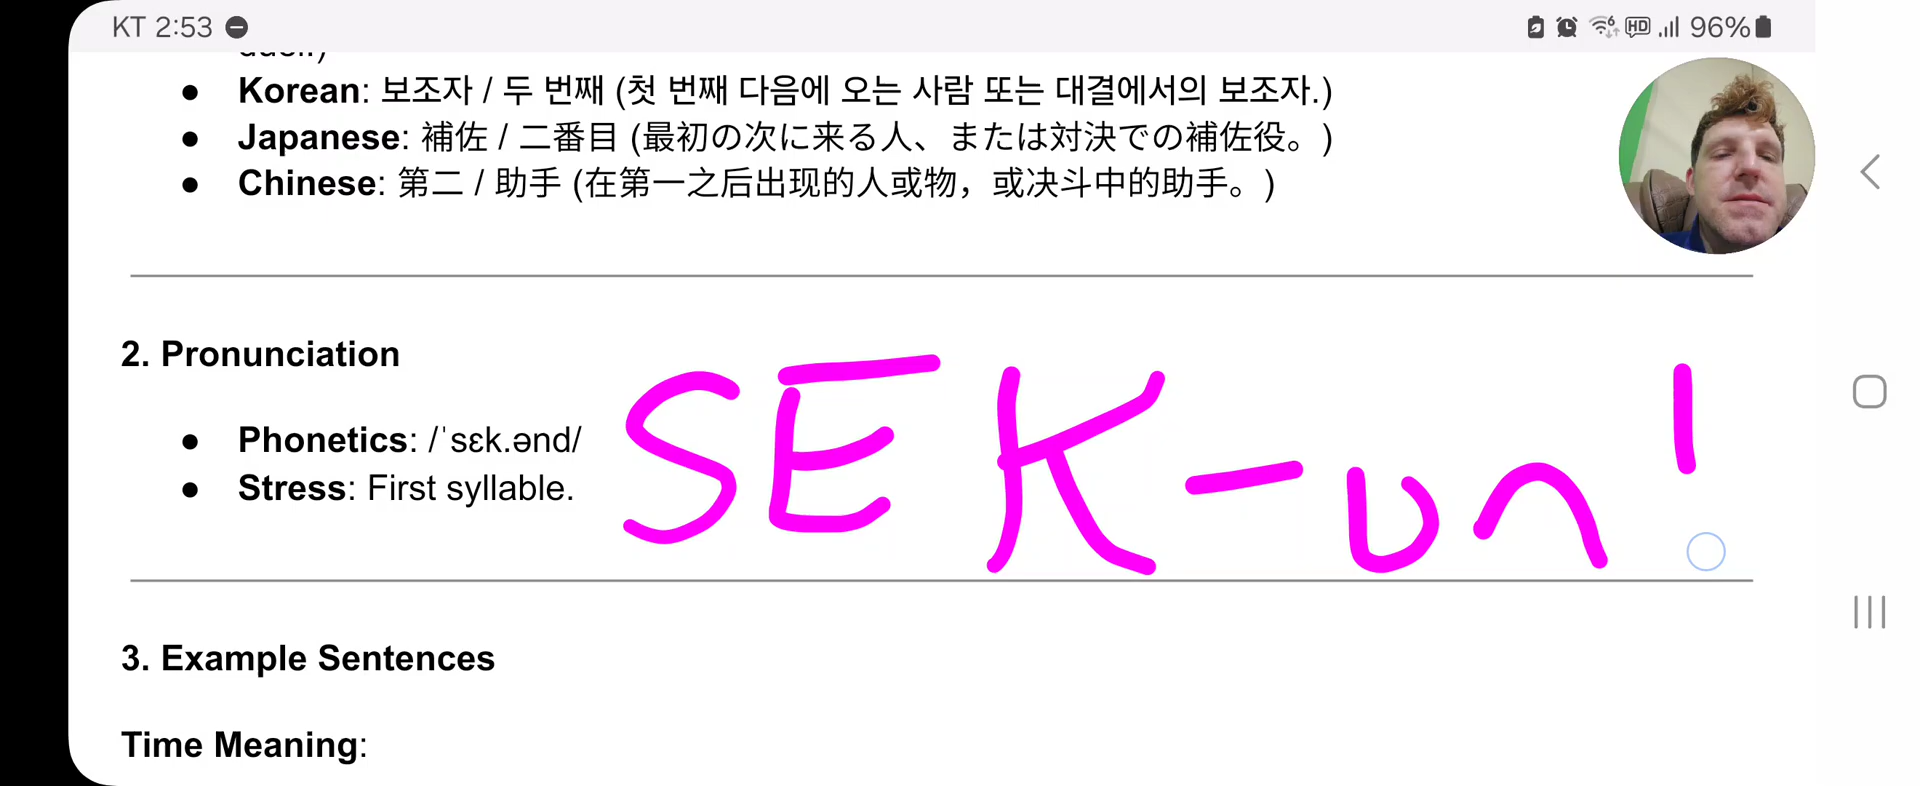 KT 2:53 HD 96%
Korean: 보조자 / 두 번째 (첫 번째 다음에 오는 사람 또는 대결에서의 보조자.)
Japanese: 補佐 / 二番目 (最初の次に来る人、または対決での補佐役。)
Chinese: 第二 / 助手 (在第一之后出现的人或物，或决斗中的助手。)
2. Pronunciation
Phonetics: /ˈsɛk.ənd/
Stress: First syllable.
SEK-un
3. Example Sentences
Time Meaning: